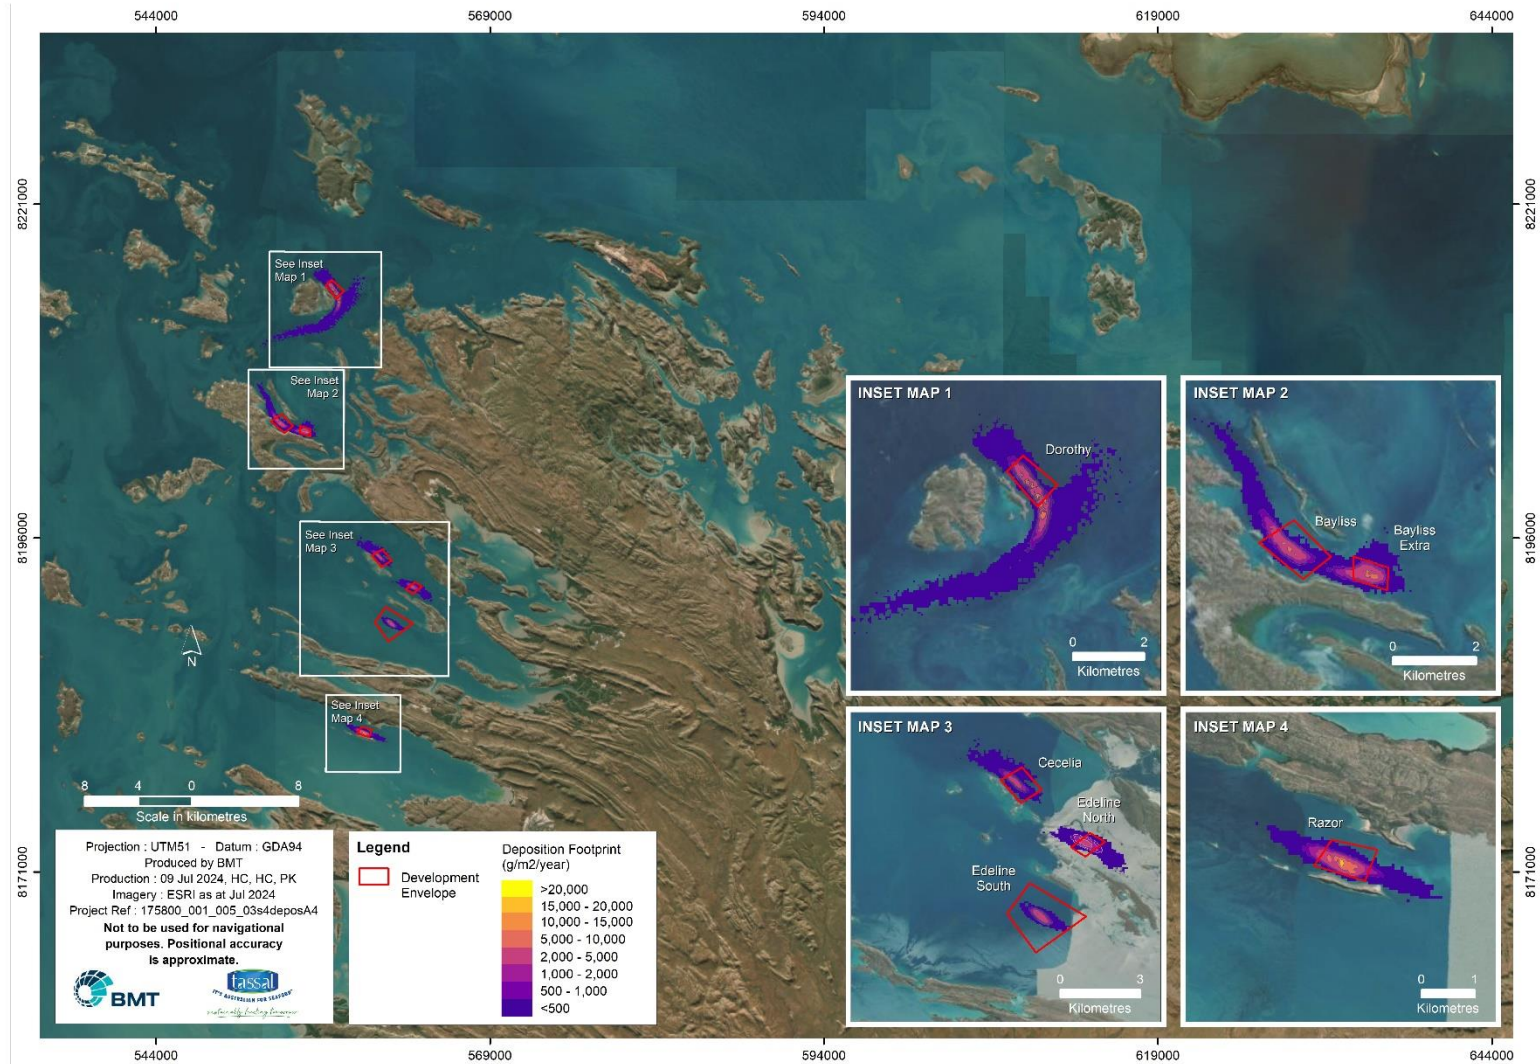 544000
569000
594000
619000
644000
8221000
8221000
See Inset
Map 1
See Inset
Map 2
See Inset
Map 3
See Inset
Map 4
8196000
8196000
8171000
8171000
N
8 4 0 8
Scale in kilometres
Projection : UTM51 - Datum : GDA94
Produced by BMT
Production : 09 Jul 2024, HC, HC, PK
Imagery : ESRI as at Jul 2024
Project Ref : 175800_001_005_03s4deposA4
Not to be used for navigational
purposes. Positional accuracy
is approximate.
BMT
tassal
IT'S AUSTRALIAN FOR SEAFOOD
Legend
Development
Envelope
Deposition Footprint
(g/m2/year)
>20,000
15,000 - 20,000
10,000 - 15,000
5,000 - 10,000
2,000 - 5,000
1,000 - 2,000
500 - 1,000
<500
INSET MAP 1
Dorothy
0 2
Kilometres
INSET MAP 2
Bayliss
Bayliss
Extra
0 2
Kilometres
INSET MAP 3
Cecelia
Edeline
North
Edeline
South
0 3
Kilometres
INSET MAP 4
Razor
0 1
Kilometres
544000
569000
594000
619000
644000